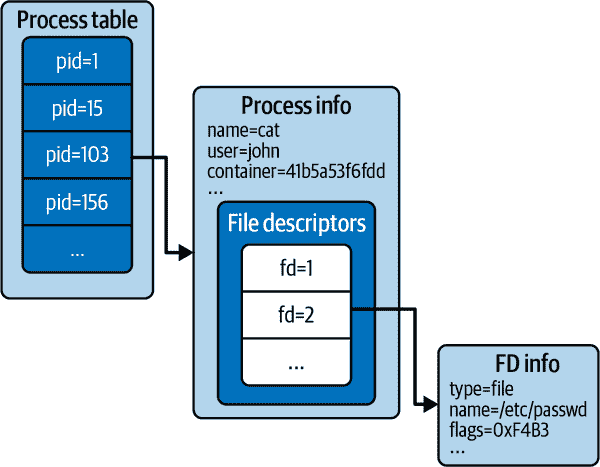 Process table
pid=1
pid=15
pid=103
pid=156
...
Process info
name=cat
user=john
container=41b5a53f6fdd
...
File descriptors
fd=1
fd=2
...
FD info
type=file
name=/etc/passwd
flags=0xF4B3
...